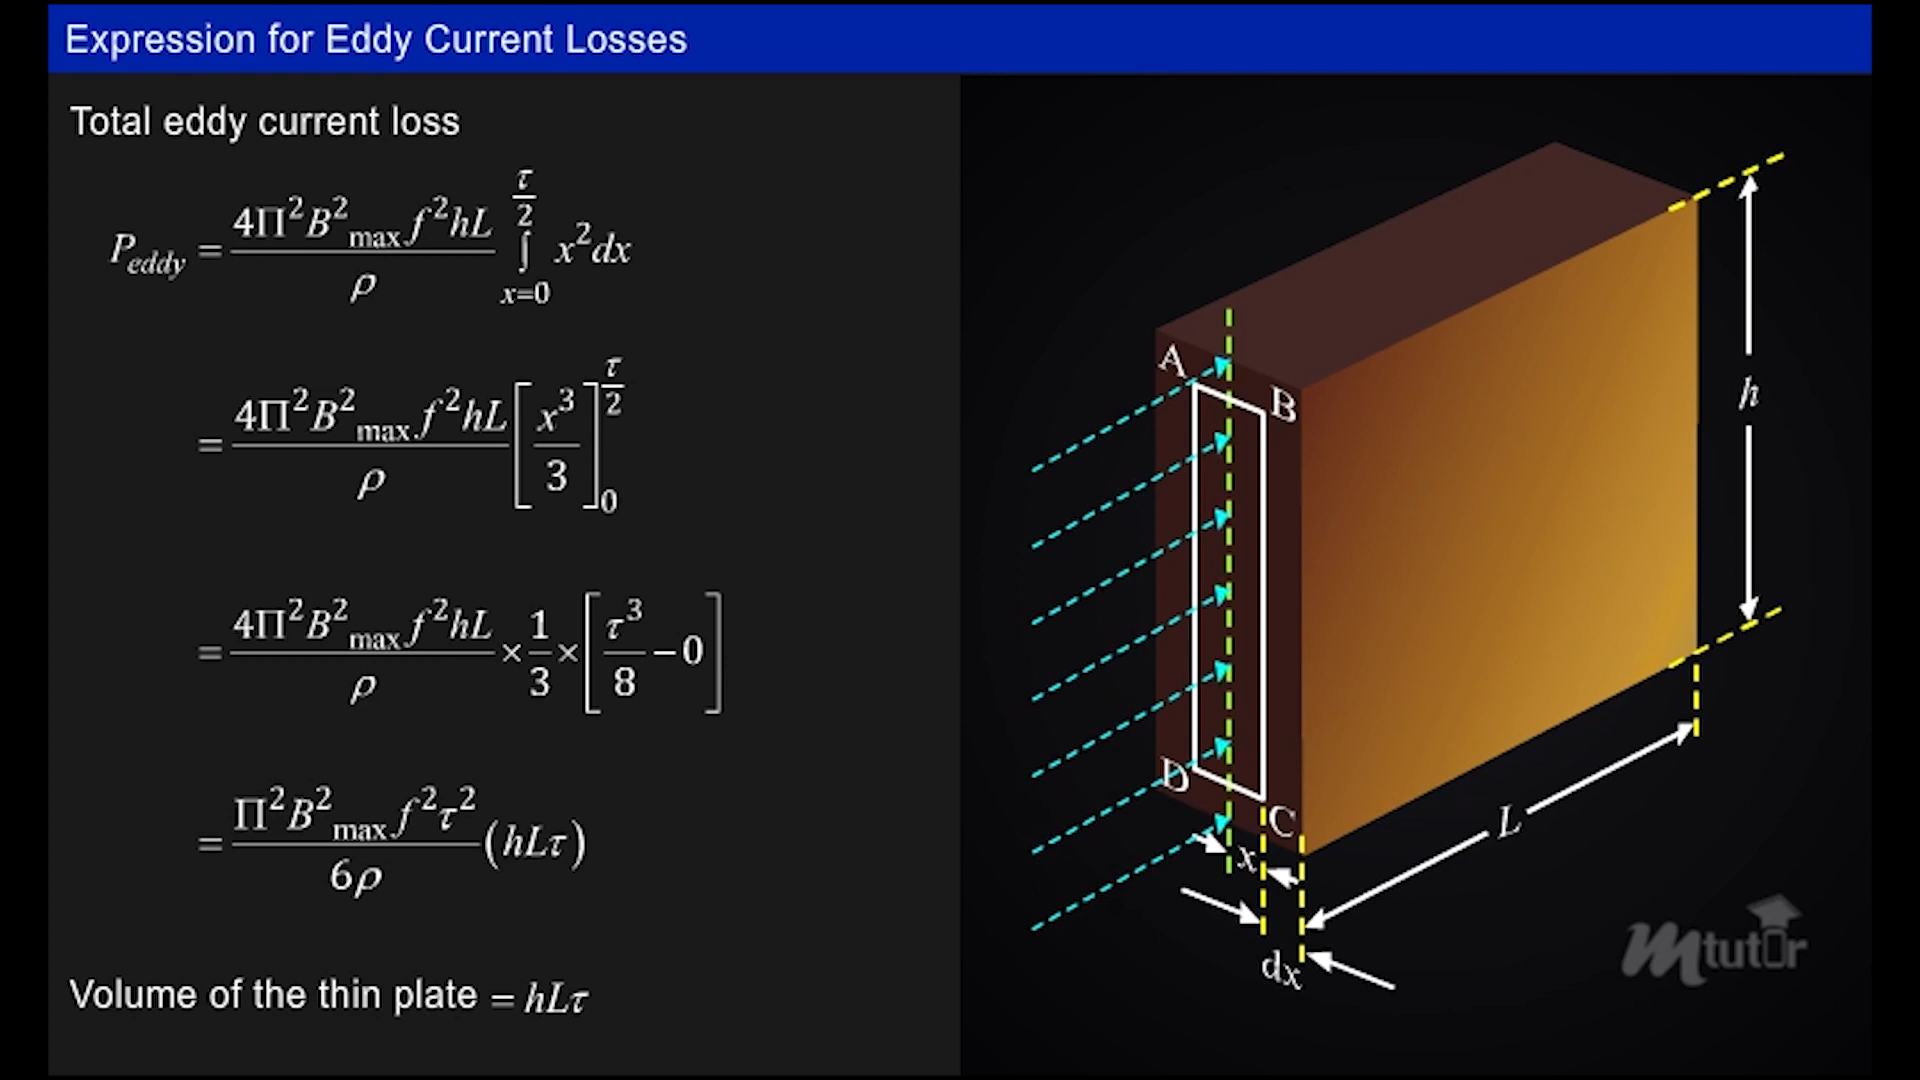 Expression for Eddy Current Losses
Total eddy current loss
P_eddy = 4Π²B²_max f²hL / ρ ∫_{x=0}^{τ/2} x²dx
= 4Π²B²_max f²hL / ρ [x³/3]_0^{τ/2}
= 4Π²B²_max f²hL / ρ × 1/3 × [τ³/8 − 0]
= Π²B²_max f²τ² / 6ρ (hLτ)
Volume of the thin plate = hLτ
A
B
h
D
C
x
L
dx
mtutor